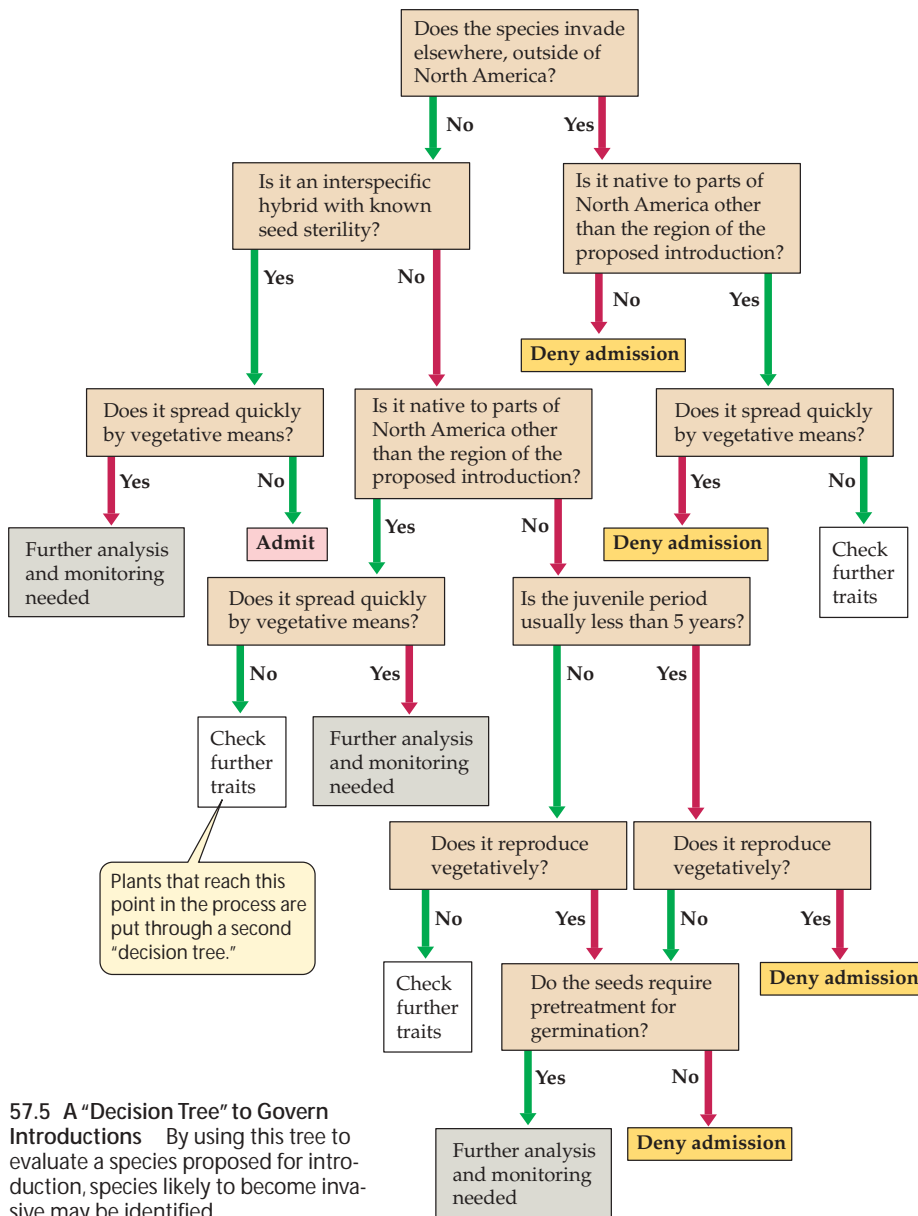 Does the species invade
elsewhere, outside of
North America?
No
Yes
Is it an interspecific
hybrid with known
seed sterility?
Is it native to parts of
North America other
than the region of the
proposed introduction?
Yes
No
No
Yes
Deny admission
Does it spread quickly
by vegetative means?
Is it native to parts of
North America other
than the region of the
proposed introduction?
Does it spread quickly
by vegetative means?
Yes
No
Yes
No
Yes
No
Further analysis
and monitoring
needed
Admit
Deny admission
Check
further
traits
Does it spread quickly
by vegetative means?
Is the juvenile period
usually less than 5 years?
No
Yes
No
Yes
Check
further
traits
Further analysis
and monitoring
needed
Does it reproduce
vegetatively?
Does it reproduce
vegetatively?
Plants that reach this
point in the process are
put through a second
"decision tree."
No
Yes
No
Yes
Check
further
traits
Do the seeds require
pretreatment for
germination?
Deny admission
Yes
No
Further analysis
and monitoring
needed
Deny admission
57.5 A "Decision Tree" to Govern
Introductions By using this tree to
evaluate a species proposed for intro-
duction, species likely to become inva-
sive may be identified